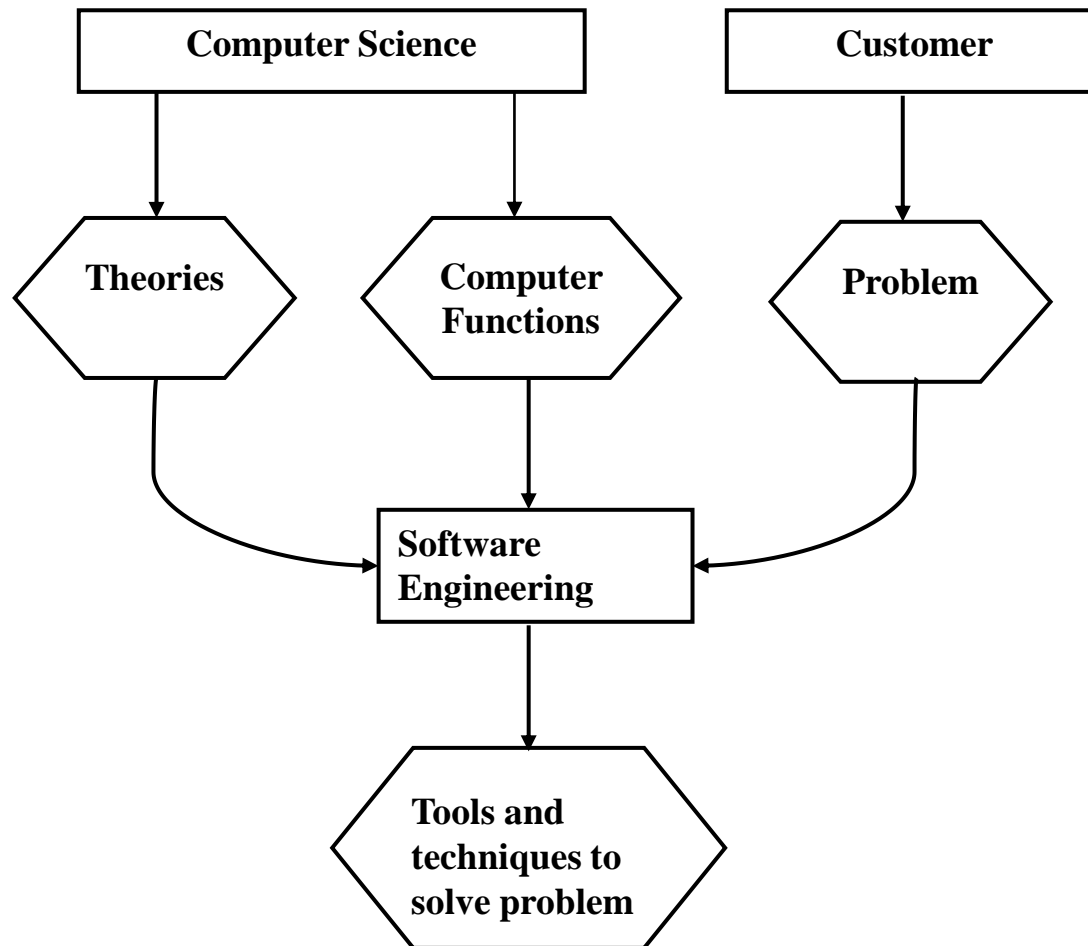 Computer Science
Customer
Theories
Computer
Functions
Problem
Software
Engineering
Tools and
techniques to
solve problem